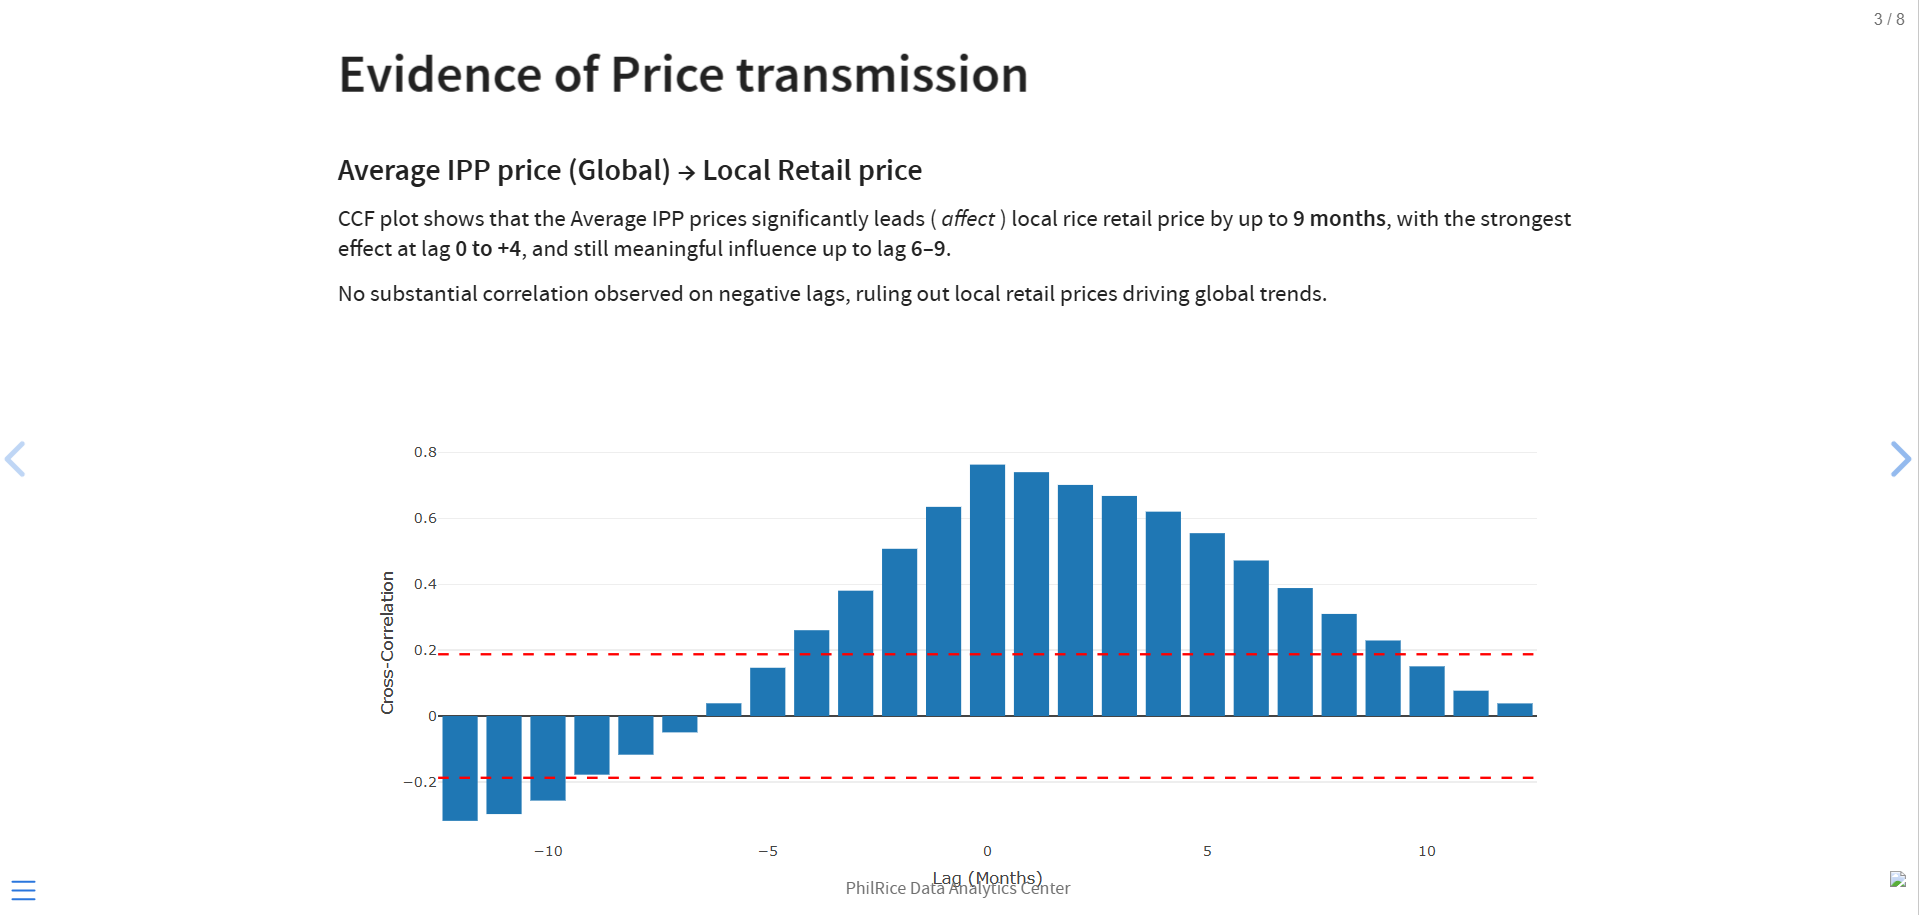 3 / 8
Evidence of Price transmission
Average IPP price (Global) → Local Retail price
CCF plot shows that the Average IPP prices significantly leads ( affect ) local rice retail price by up to 9 months, with the strongest
effect at lag 0 to +4, and still meaningful influence up to lag 6–9.
No substantial correlation observed on negative lags, ruling out local retail prices driving global trends.
0.8
0.6
0.4
0.2
0
−0.2
Cross-Correlation
−10
−5
0
5
10
Lag (Months)
PhilRice Data Analytics Center